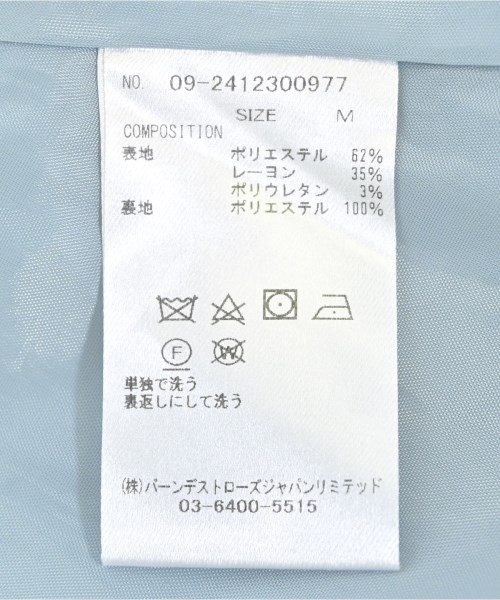 NO. 09-2412300977
SIZE M
COMPOSITION
表地 ポリエステル 62%
レーヨン 35%
ポリウレタン 3%
裏地 ポリエステル 100%
F W
単独で洗う
裏返しにして洗う
(株)バーンデストローズジャパンリミテッド
03-6400-5515